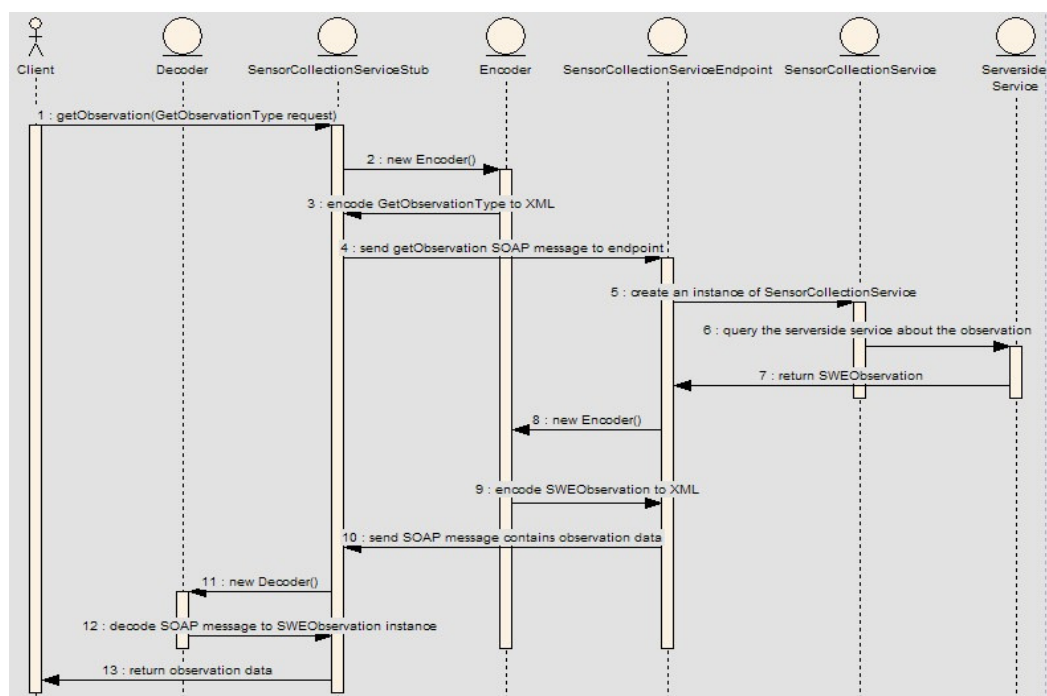 Client
Decoder
SensorCollectionServiceStub
Encoder
SensorCollectionServiceEndpoint
SensorCollectionService
Serverside
Service
1 : getObservation(GetObservationType request)
2 : new Encoder()
3 : encode GetObservationType to XML
4 : send getObservation SOAP message to endpoint
5 : create an instance of SensorCollectionService
6 : query the serverside service about the observation
7 : return SWEObservation
8 : new Encoder()
9 : encode SWEObservation to XML
10 : send SOAP message contains observation data
11 : new Decoder()
12 : decode SOAP message to SWEObservation instance
13 : return observation data